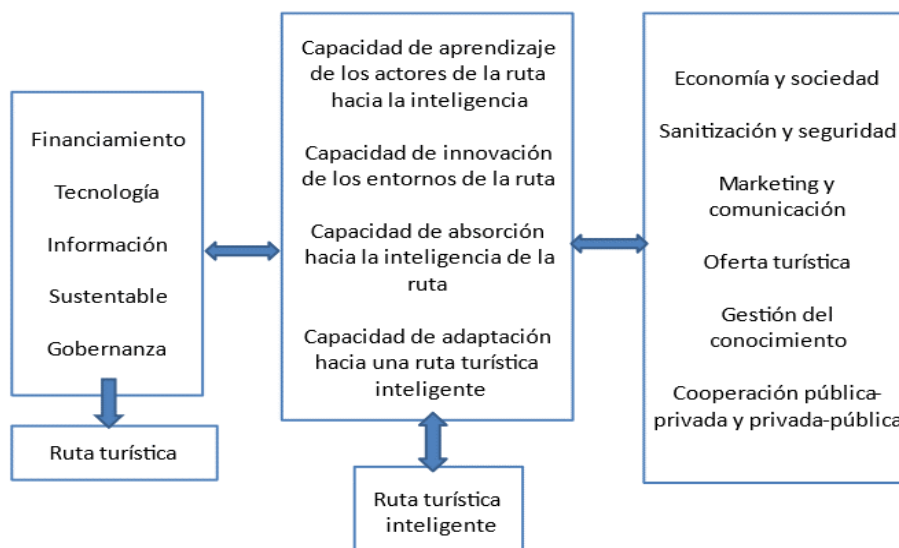 Financiamiento
Tecnología
Información
Sustentable
Gobernanza
Ruta turística
Capacidad de aprendizaje
de los actores de la ruta
hacia la inteligencia
Capacidad de innovación
de los entornos de la ruta
Capacidad de absorción
hacia la inteligencia de la
ruta
Capacidad de adaptación
hacia una ruta turística
inteligente
Ruta turística
inteligente
Economía y sociedad
Sanitización y seguridad
Marketing y
comunicación
Oferta turística
Gestión del
conocimiento
Cooperación pública-
privada y privada-pública